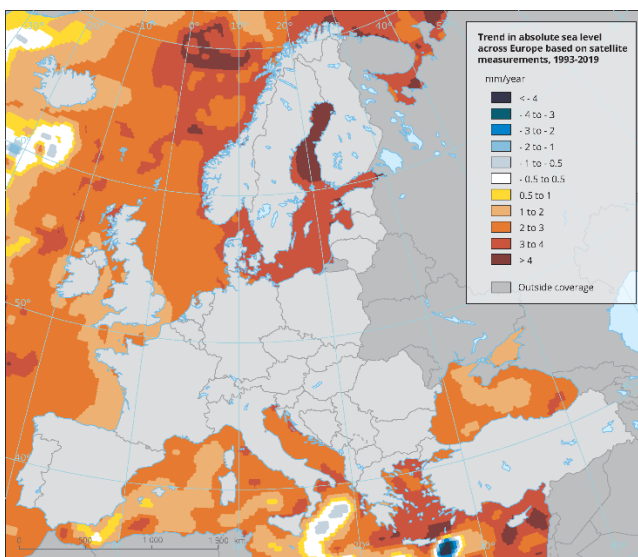 Trend in absolute sea level
across Europe based on satellite
measurements, 1993-2019
mm/year
< - 4
- 4 to - 3
- 3 to - 2
- 2 to - 1
- 1 to - 0.5
- 0.5 to 0.5
0.5 to 1
1 to 2
2 to 3
3 to 4
> 4
Outside coverage
10°
20°
50°
40°
0 500 1 000 1 500 km